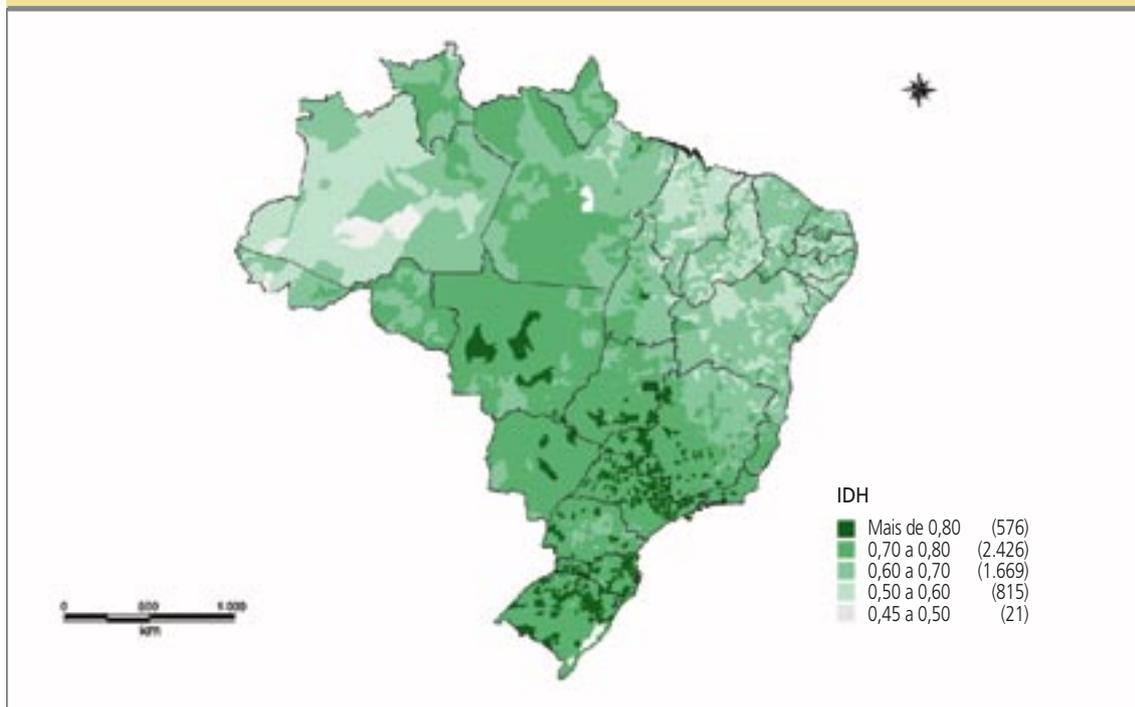 IDH
Mais de 0,80 (576)
0,70 a 0,80 (2.426)
0,60 a 0,70 (1.669)
0,50 a 0,60 (815)
0,45 a 0,50 (21)
0 500 1.000
km